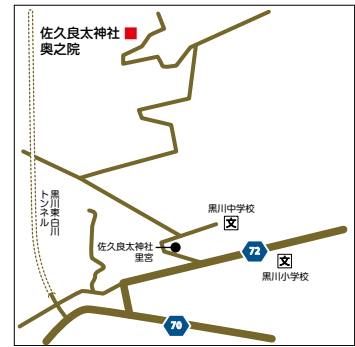 佐久良太神社
奥之院
黒川東白川
トンネル
黒川中学校
文
佐久良太神社
里宮
72
文
黒川小学校
70